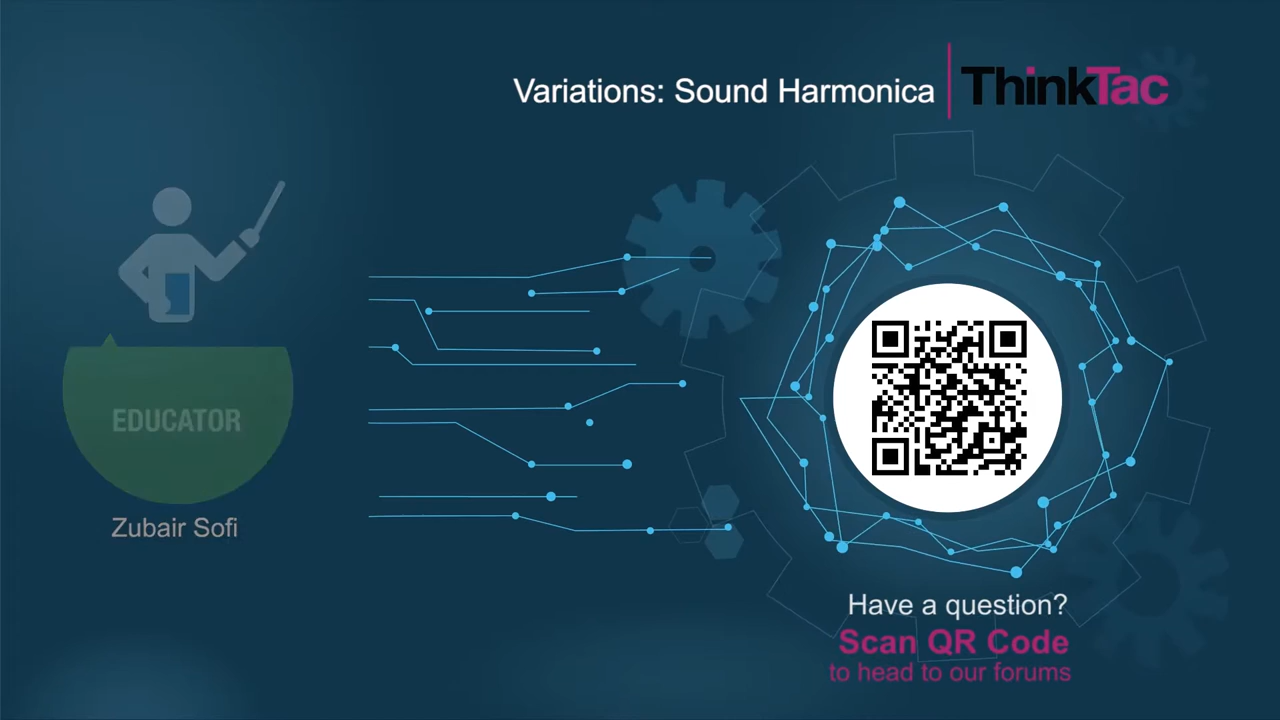 Variations: Sound Harmonica
ThinkTac
EDUCATOR
Zubair Sofi
Have a question?
Scan QR Code
to head to our forums